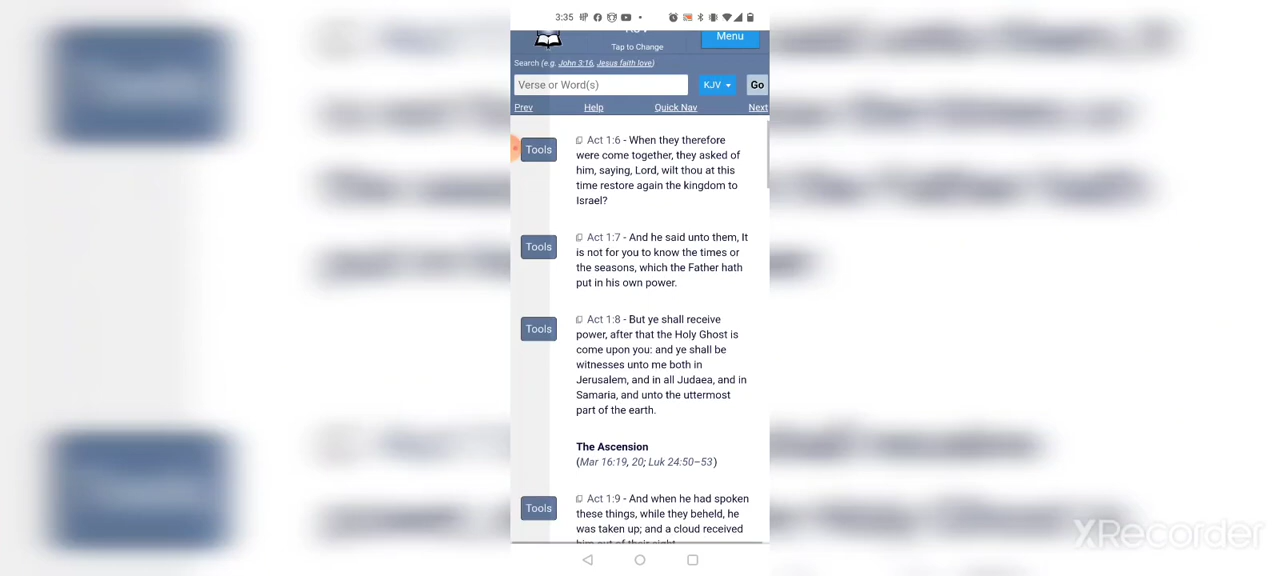 3:35
Menu
Tap to Change
Search (e.g. John 3:16, Jesus faith love)
Verse or Word(s)
KJV
Go
Prev
Help
Quick Nav
Next
Tools
Act 1:6 - When they therefore
were come together, they asked of
him, saying, Lord, wilt thou at this
time restore again the kingdom to
Israel?
Tools
Act 1:7 - And he said unto them, It
is not for you to know the times or
the seasons, which the Father hath
put in his own power.
Tools
Act 1:8 - But ye shall receive
power, after that the Holy Ghost is
come upon you: and ye shall be
witnesses unto me both in
Jerusalem, and in all Judaea, and in
Samaria, and unto the uttermost
part of the earth.
The Ascension
(Mar 16:19, 20; Luk 24:50–53)
Tools
Act 1:9 - And when he had spoken
these things, while they beheld, he
was taken up; and a cloud received
him out of their sight.
XRecorder